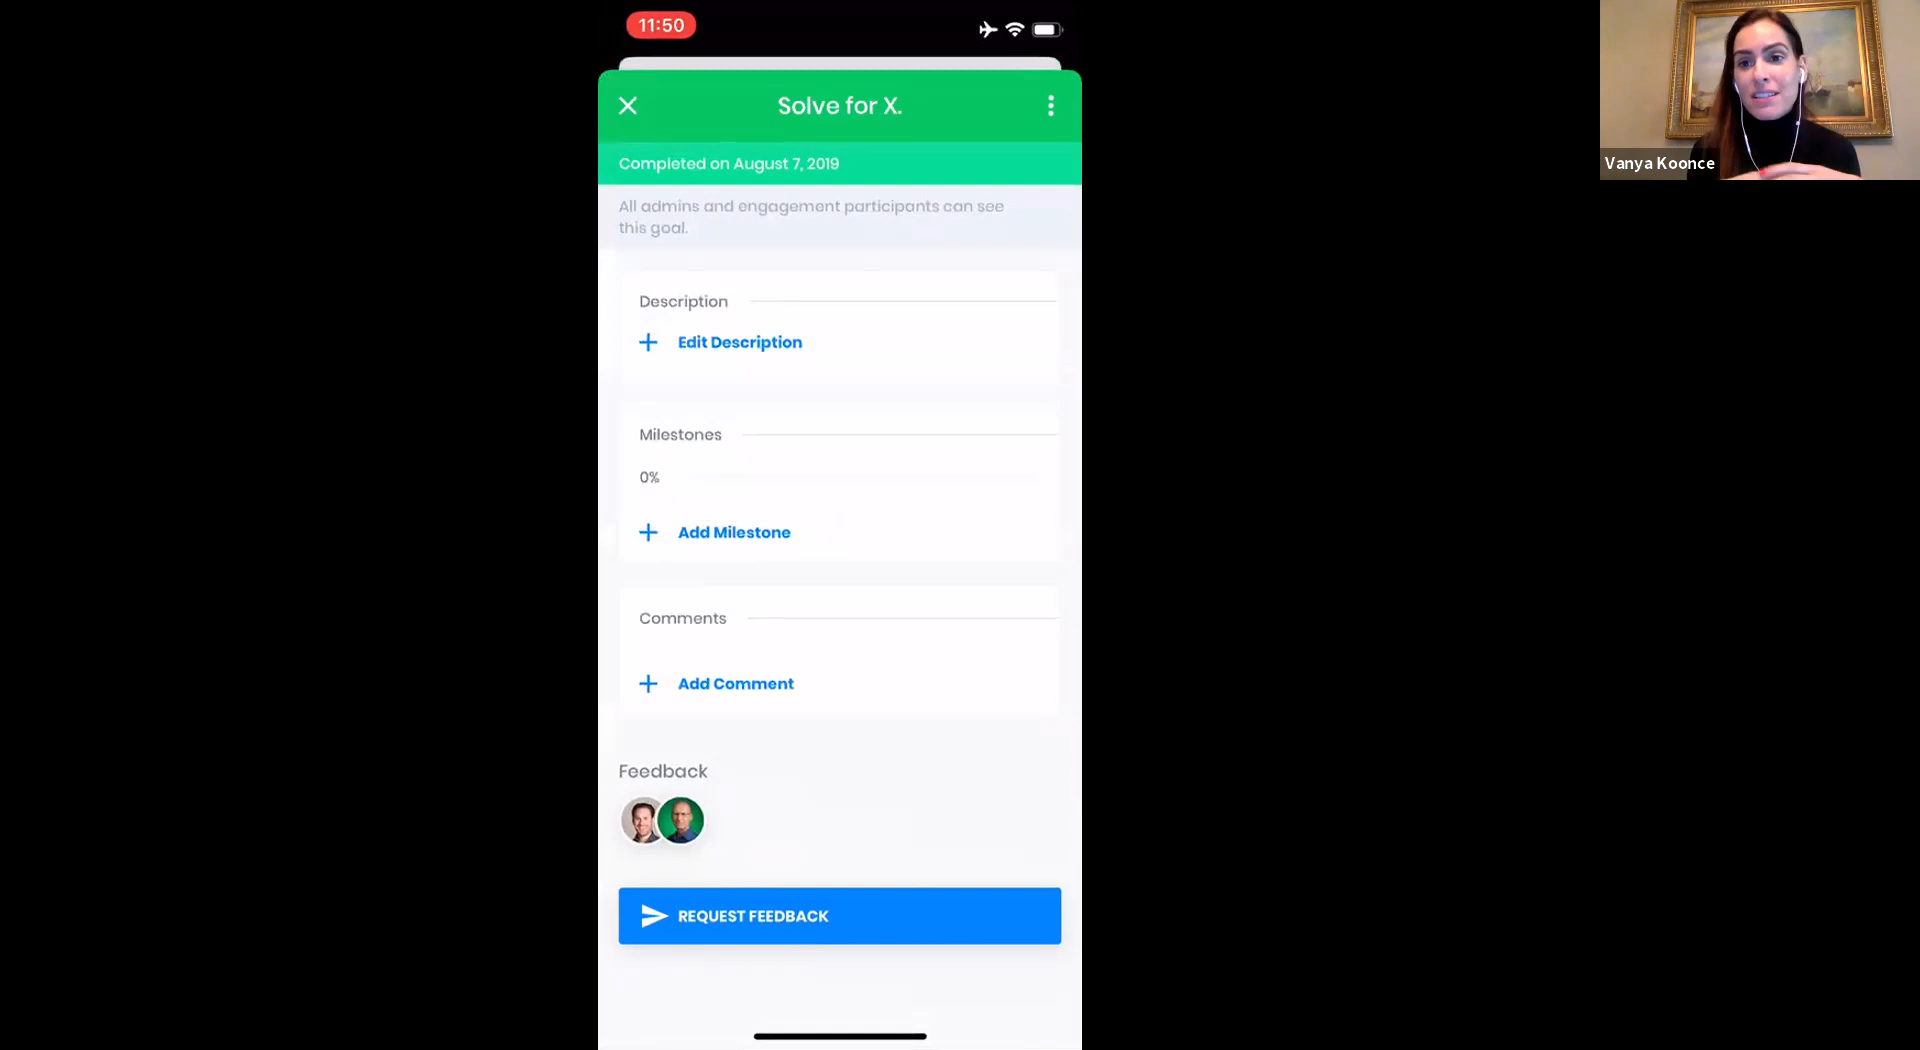 11:50
Solve for X.
Completed on August 7, 2019
All admins and engagement participants can see
this goal.
Description
Edit Description
Milestones
0%
Add Milestone
Comments
Add Comment
Feedback
REQUEST FEEDBACK
Vanya Koonce